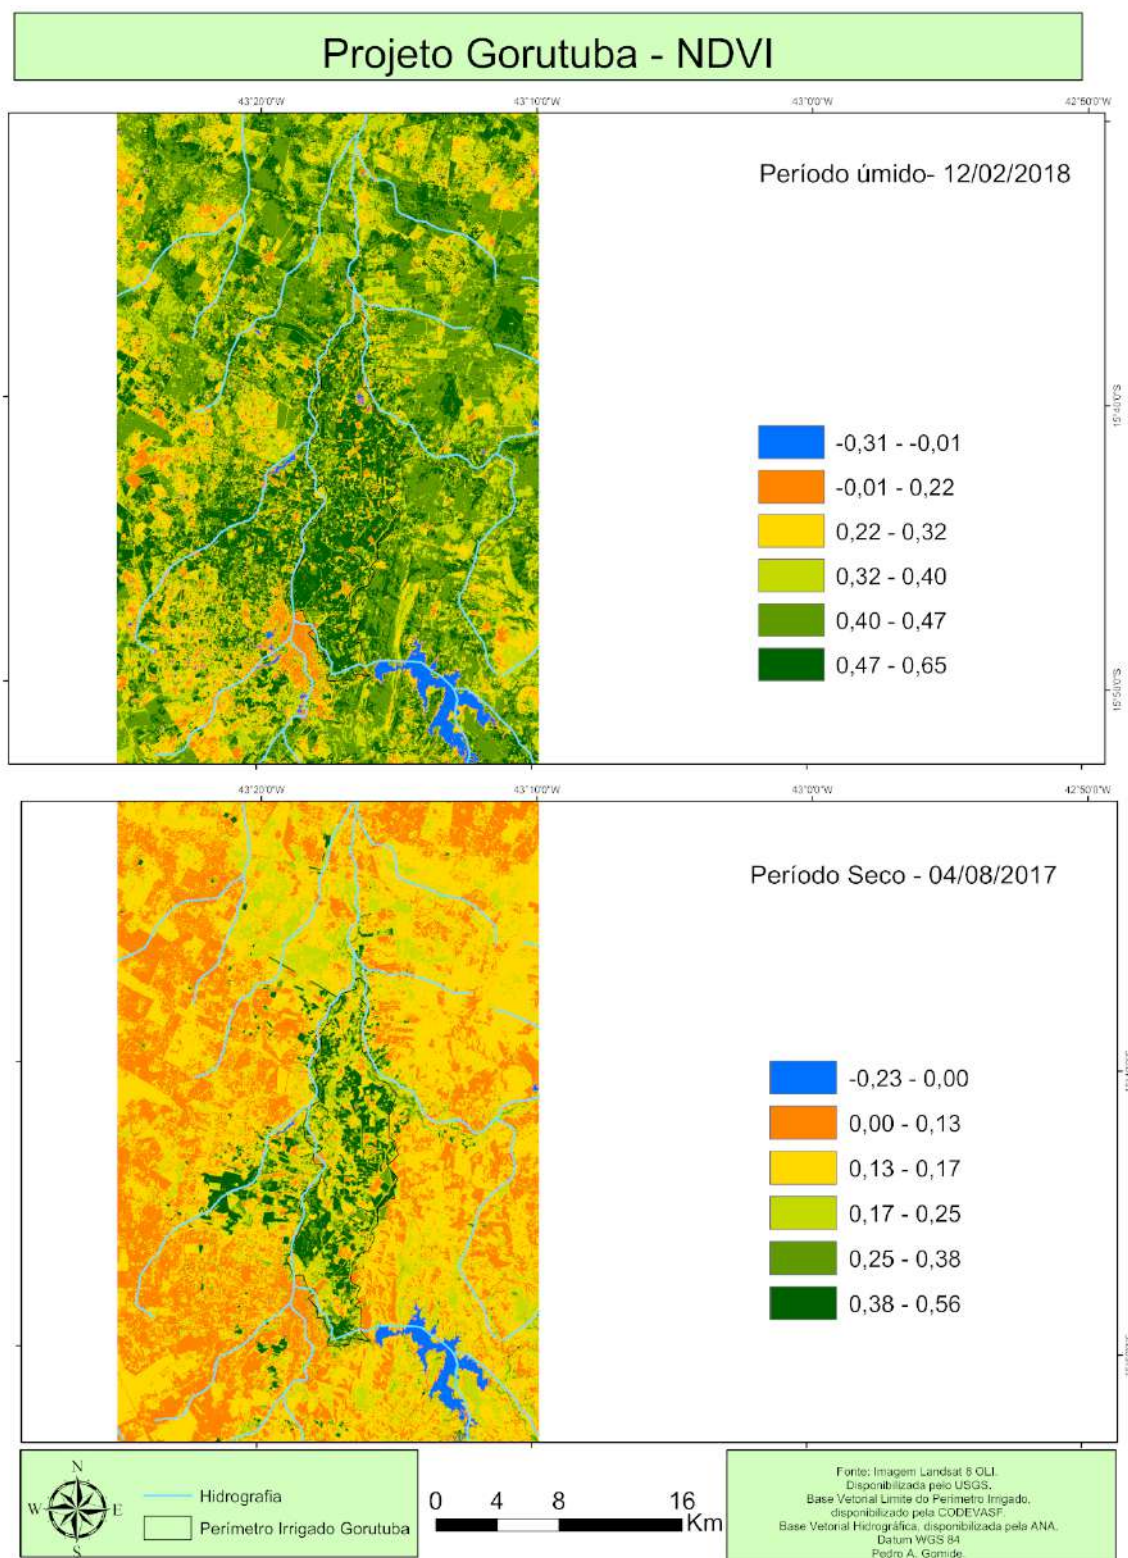 Projeto Gorutuba - NDVI
43°20'0"W 43°10'0"W 43°0'0"W 42°50'0"W
Período úmido- 12/02/2018
15°40'0"S
-0,31 - -0,01
-0,01 - 0,22
0,22 - 0,32
0,32 - 0,40
0,40 - 0,47
0,47 - 0,65
15°50'0"S
43°20'0"W 43°10'0"W 43°0'0"W 42°50'0"W
Período Seco - 04/08/2017
-0,23 - 0,00
0,00 - 0,13
0,13 - 0,17
0,17 - 0,25
0,25 - 0,38
0,38 - 0,56
N
W E
S
Hidrografia
Perímetro Irrigado Gorutuba
0 4 8 16
Km
Fonte: Imagem Landsat 8 OLI.
Disponibilizada pelo USGS.
Base Vetorial Limite do Perímetro Irrigado,
disponibilizado pela CODEVASF.
Base Vetorial Hidrográfica, disponibilizada pela ANA.
Datum WGS 84
Pedro A. Gomide.